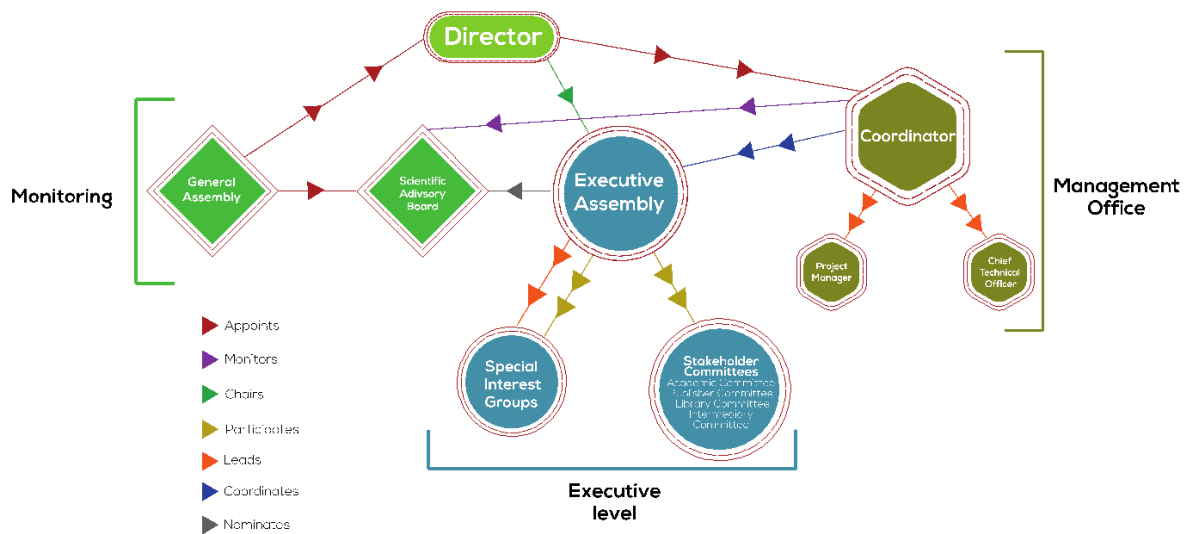 Director
Coordinator
Monitoring
General
Assembly
Scientific
Adivsory
Board
Executive
Assembly
Management
Office
Project
Manager
Chief
Technical
Officer
Appoints
Monitors
Chairs
Participates
Leads
Coordinates
Nominates
Special
Interest
Groups
Stakeholder
Committees
Academic Committee
Publisher Committee
Library Committee
Intermediary
Committee
Executive
level